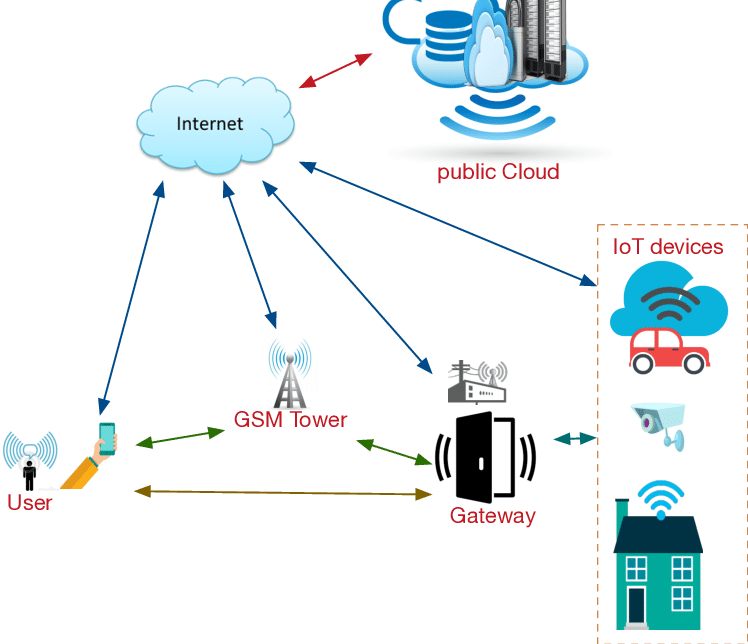 Internet
public Cloud
IoT devices
GSM Tower
User
Gateway